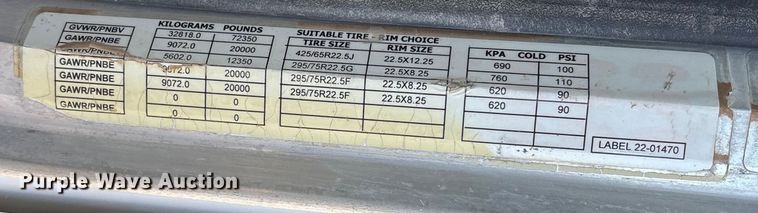 KILOGRAMS POUNDS SUITABLE TIRE - RIM CHOICE
GVWR/PNBV 32818.0 72350 TIRE SIZE RIM SIZE KPA COLD PSI
GAWR/PNBE 9072.0 20000 425/65R22.5J 22.5X12.25 690 100
GAWR/PNBE 5602.0 12350 295/75R22.5G 22.5X8.25 760 110
GAWR/PNBE 9072.0 20000 295/75R22.5F 22.5X8.25 620 90
GAWR/PNBE 9072.0 20000 295/75R22.5F 22.5X8.25 620 90
GAWR/PNBE 0 0
GAWR/PNBE 0 0
LABEL 22-01470
Purple Wave Auction